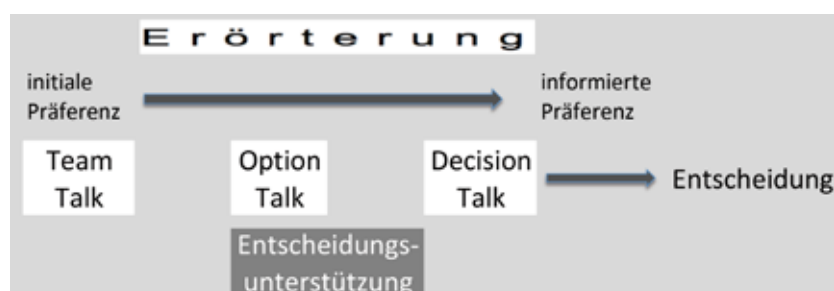 Erörterung
initiale
Präferenz
informierte
Präferenz
Team
Talk
Option
Talk
Decision
Talk
Entscheidung
Entscheidungs-
unterstützung